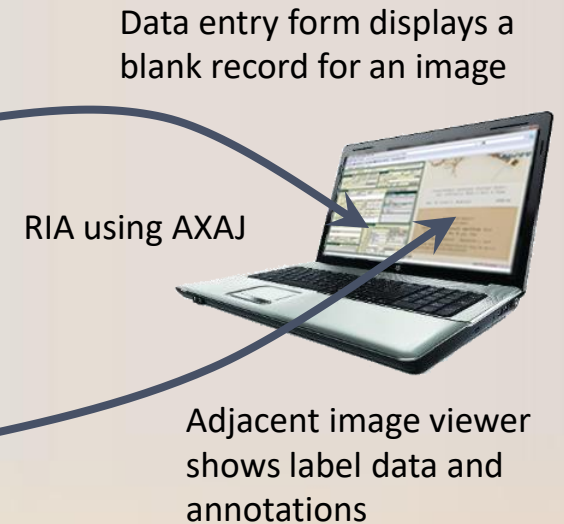 Data entry form displays a
blank record for an image
RIA using AXAJ
Adjacent image viewer
shows label data and
annotations